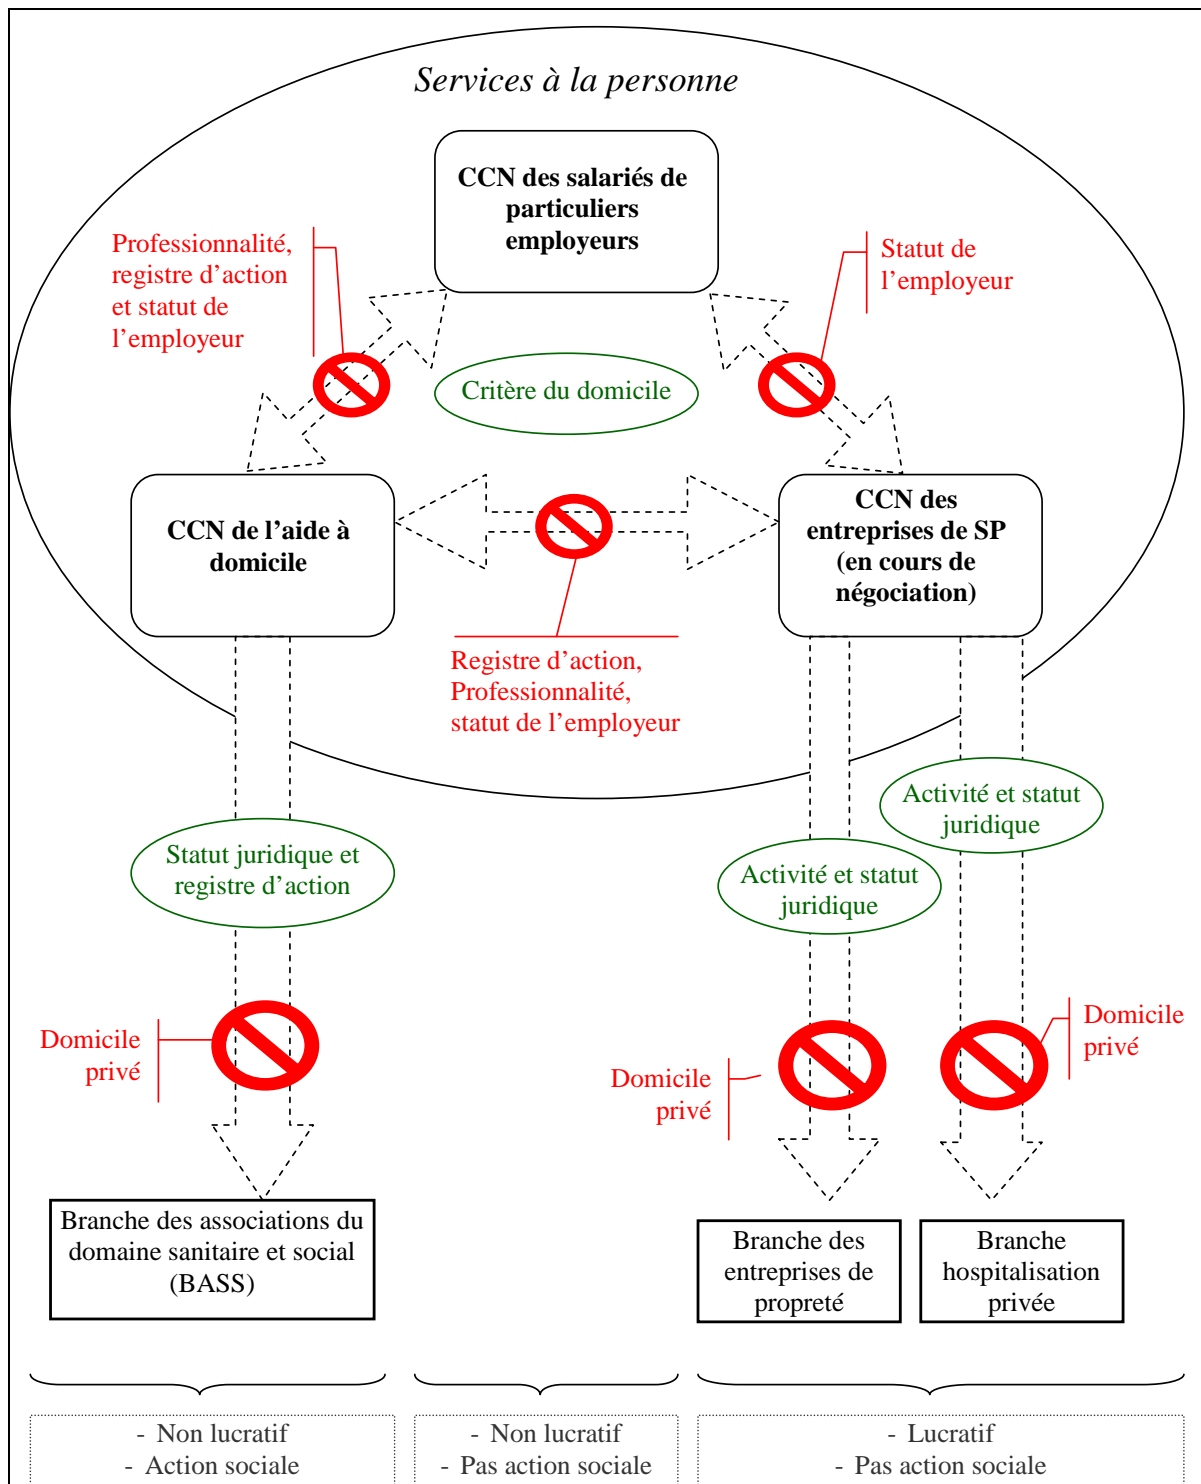 Services à la personne
CCN des salariés de
particuliers
employeurs
Professionnalité,
registre d’action
et statut de
l’employeur
Statut de
l’employeur
Critère du domicile
CCN de l’aide à
domicile
CCN des
entreprises de SP
(en cours de
négociation)
Registre d’action,
Professionnalité,
statut de l’employeur
Activité et statut
juridique
Statut juridique et
registre d’action
Activité et statut
juridique
Domicile
privé
Domicile
privé
Domicile
privé
Branche des associations du
domaine sanitaire et social
(BASS)
Branche des
entreprises de
propreté
Branche
hospitalisation
privée
- Non lucratif
- Action sociale
- Non lucratif
- Pas action sociale
- Lucratif
- Pas action sociale